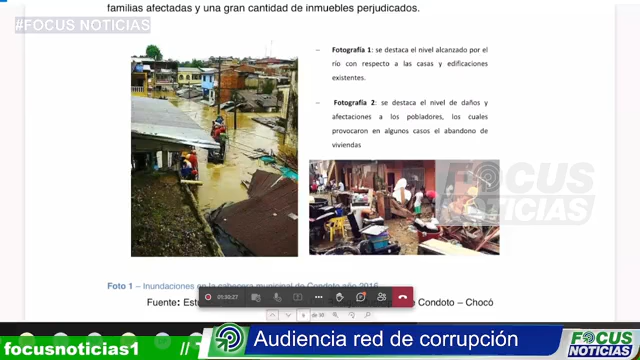 familias afectadas y una gran cantidad de inmuebles perjudicados.
#FOCUS NOTICIAS
– Fotografía 1: se destaca el nivel alcanzado por el
río con respecto a las casas y edificaciones
existentes.
– Fotografía 2: se destaca el nivel de daños y
afectaciones a los pobladores, los cuales
provocaron en algunos casos el abandono de
viviendas
FOCUS
NOTICIAS
Foto 1 – Inundaciones en la cabecera municipal de Condoto año 2016
Fuente: Est
de Condoto – Chocó
01:30:27
focusnoticias1
// T
Audiencia red de corrupción
FOCUS
NOTICIAS